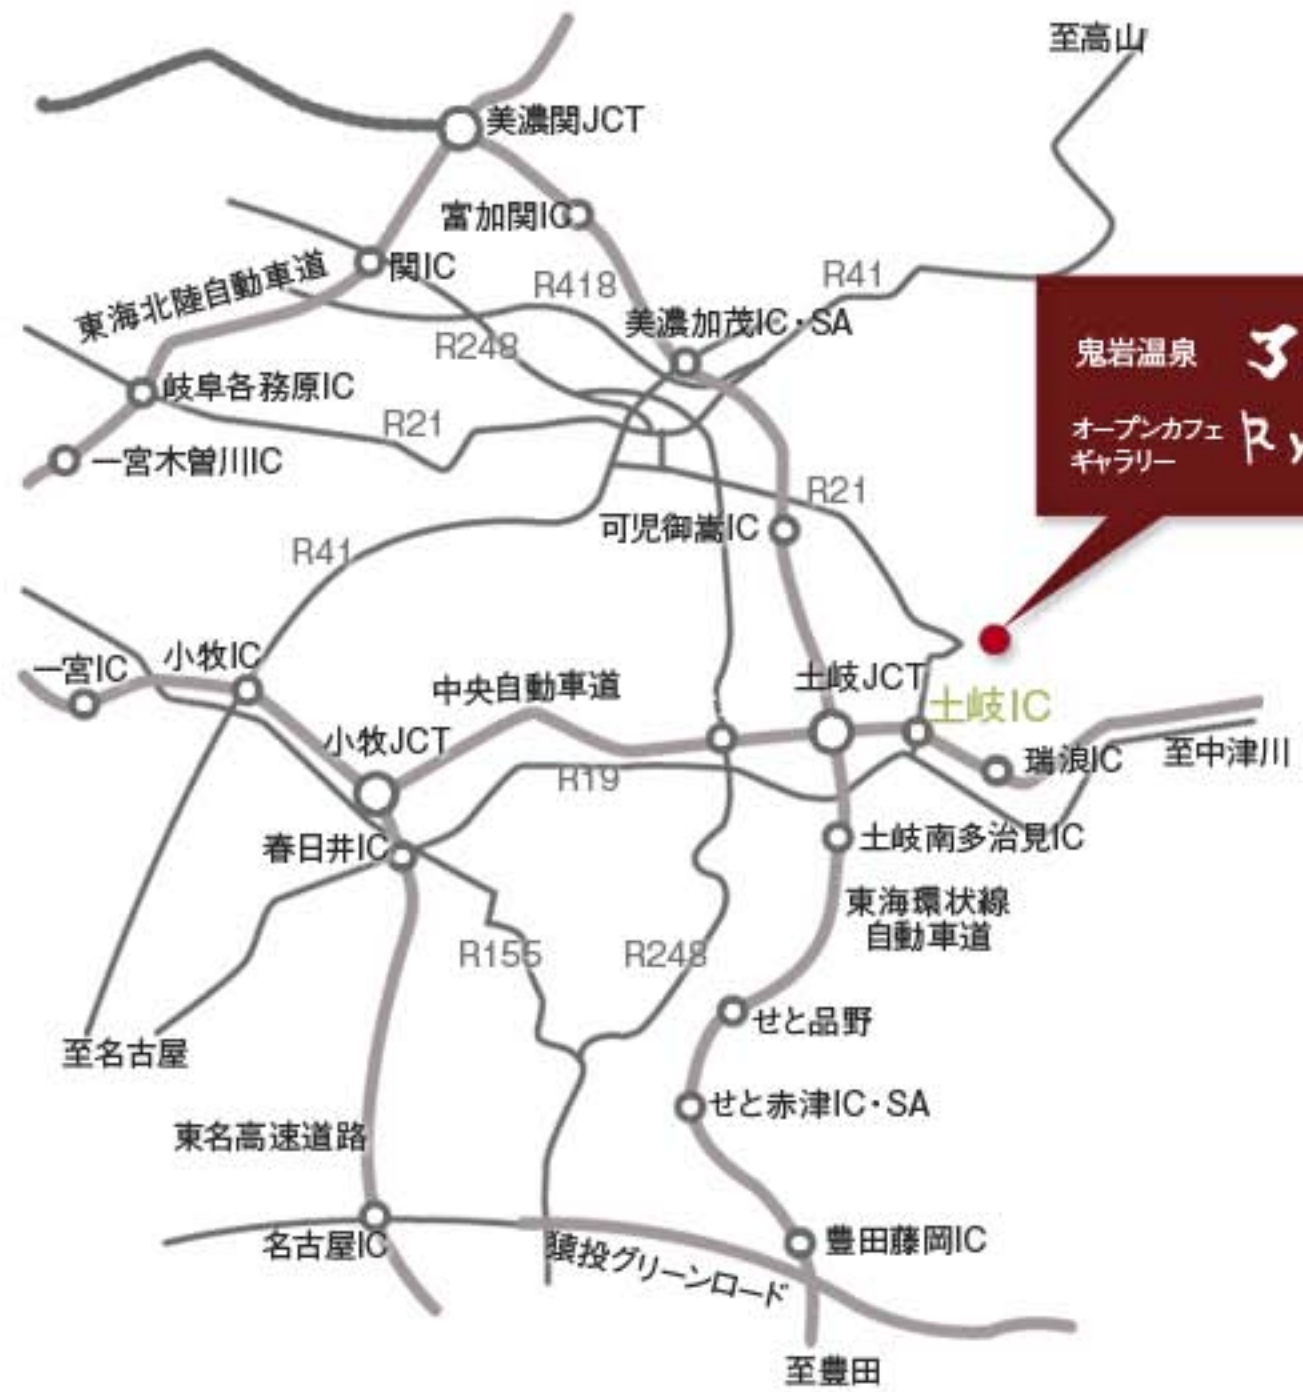 至高山
美濃関JCT
富加関IC
関IC
東海北陸自動車道
R418
R41
美濃加茂IC・SA
R248
鬼岩温泉
岐阜各務原IC
R21
オープンカフェ
ギャラリー
一宮木曽川IC
R21
可児御嵩IC
R41
一宮IC
小牧IC
中央自動車道
土岐JCT
土岐IC
小牧JCT
瑞浪IC
至中津川
R19
春日井IC
土岐南多治見IC
東海環状線
自動車道
R155
R248
せと品野
至名古屋
せと赤津IC・SA
東名高速道路
名古屋IC
猿投グリーンロード
豊田藤岡IC
至豊田